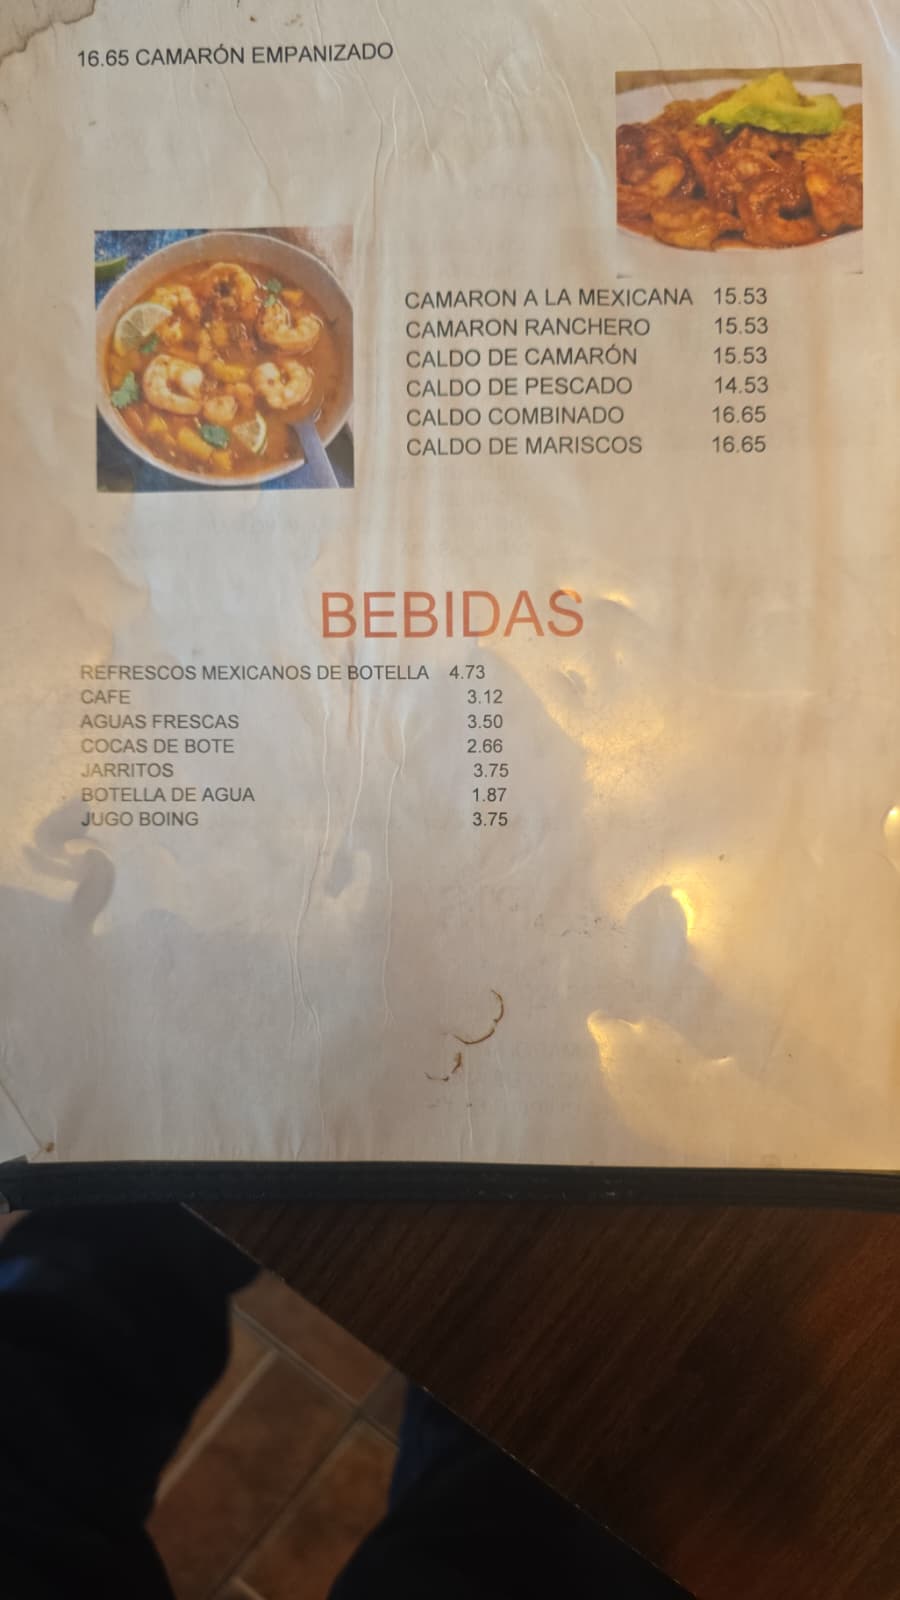 16.65 CAMARÓN EMPANIZADO
CAMARON A LA MEXICANA 15.53
CAMARON RANCHERO 15.53
CALDO DE CAMARÓN 15.53
CALDO DE PESCADO 14.53
CALDO COMBINADO 16.65
CALDO DE MARISCOS 16.65
BEBIDAS
REFRESCOS MEXICANOS DE BOTELLA 4.73
CAFE 3.12
AGUAS FRESCAS 3.50
COCAS DE BOTE 2.66
JARRITOS 3.75
BOTELLA DE AGUA 1.87
JUGO BOING 3.75